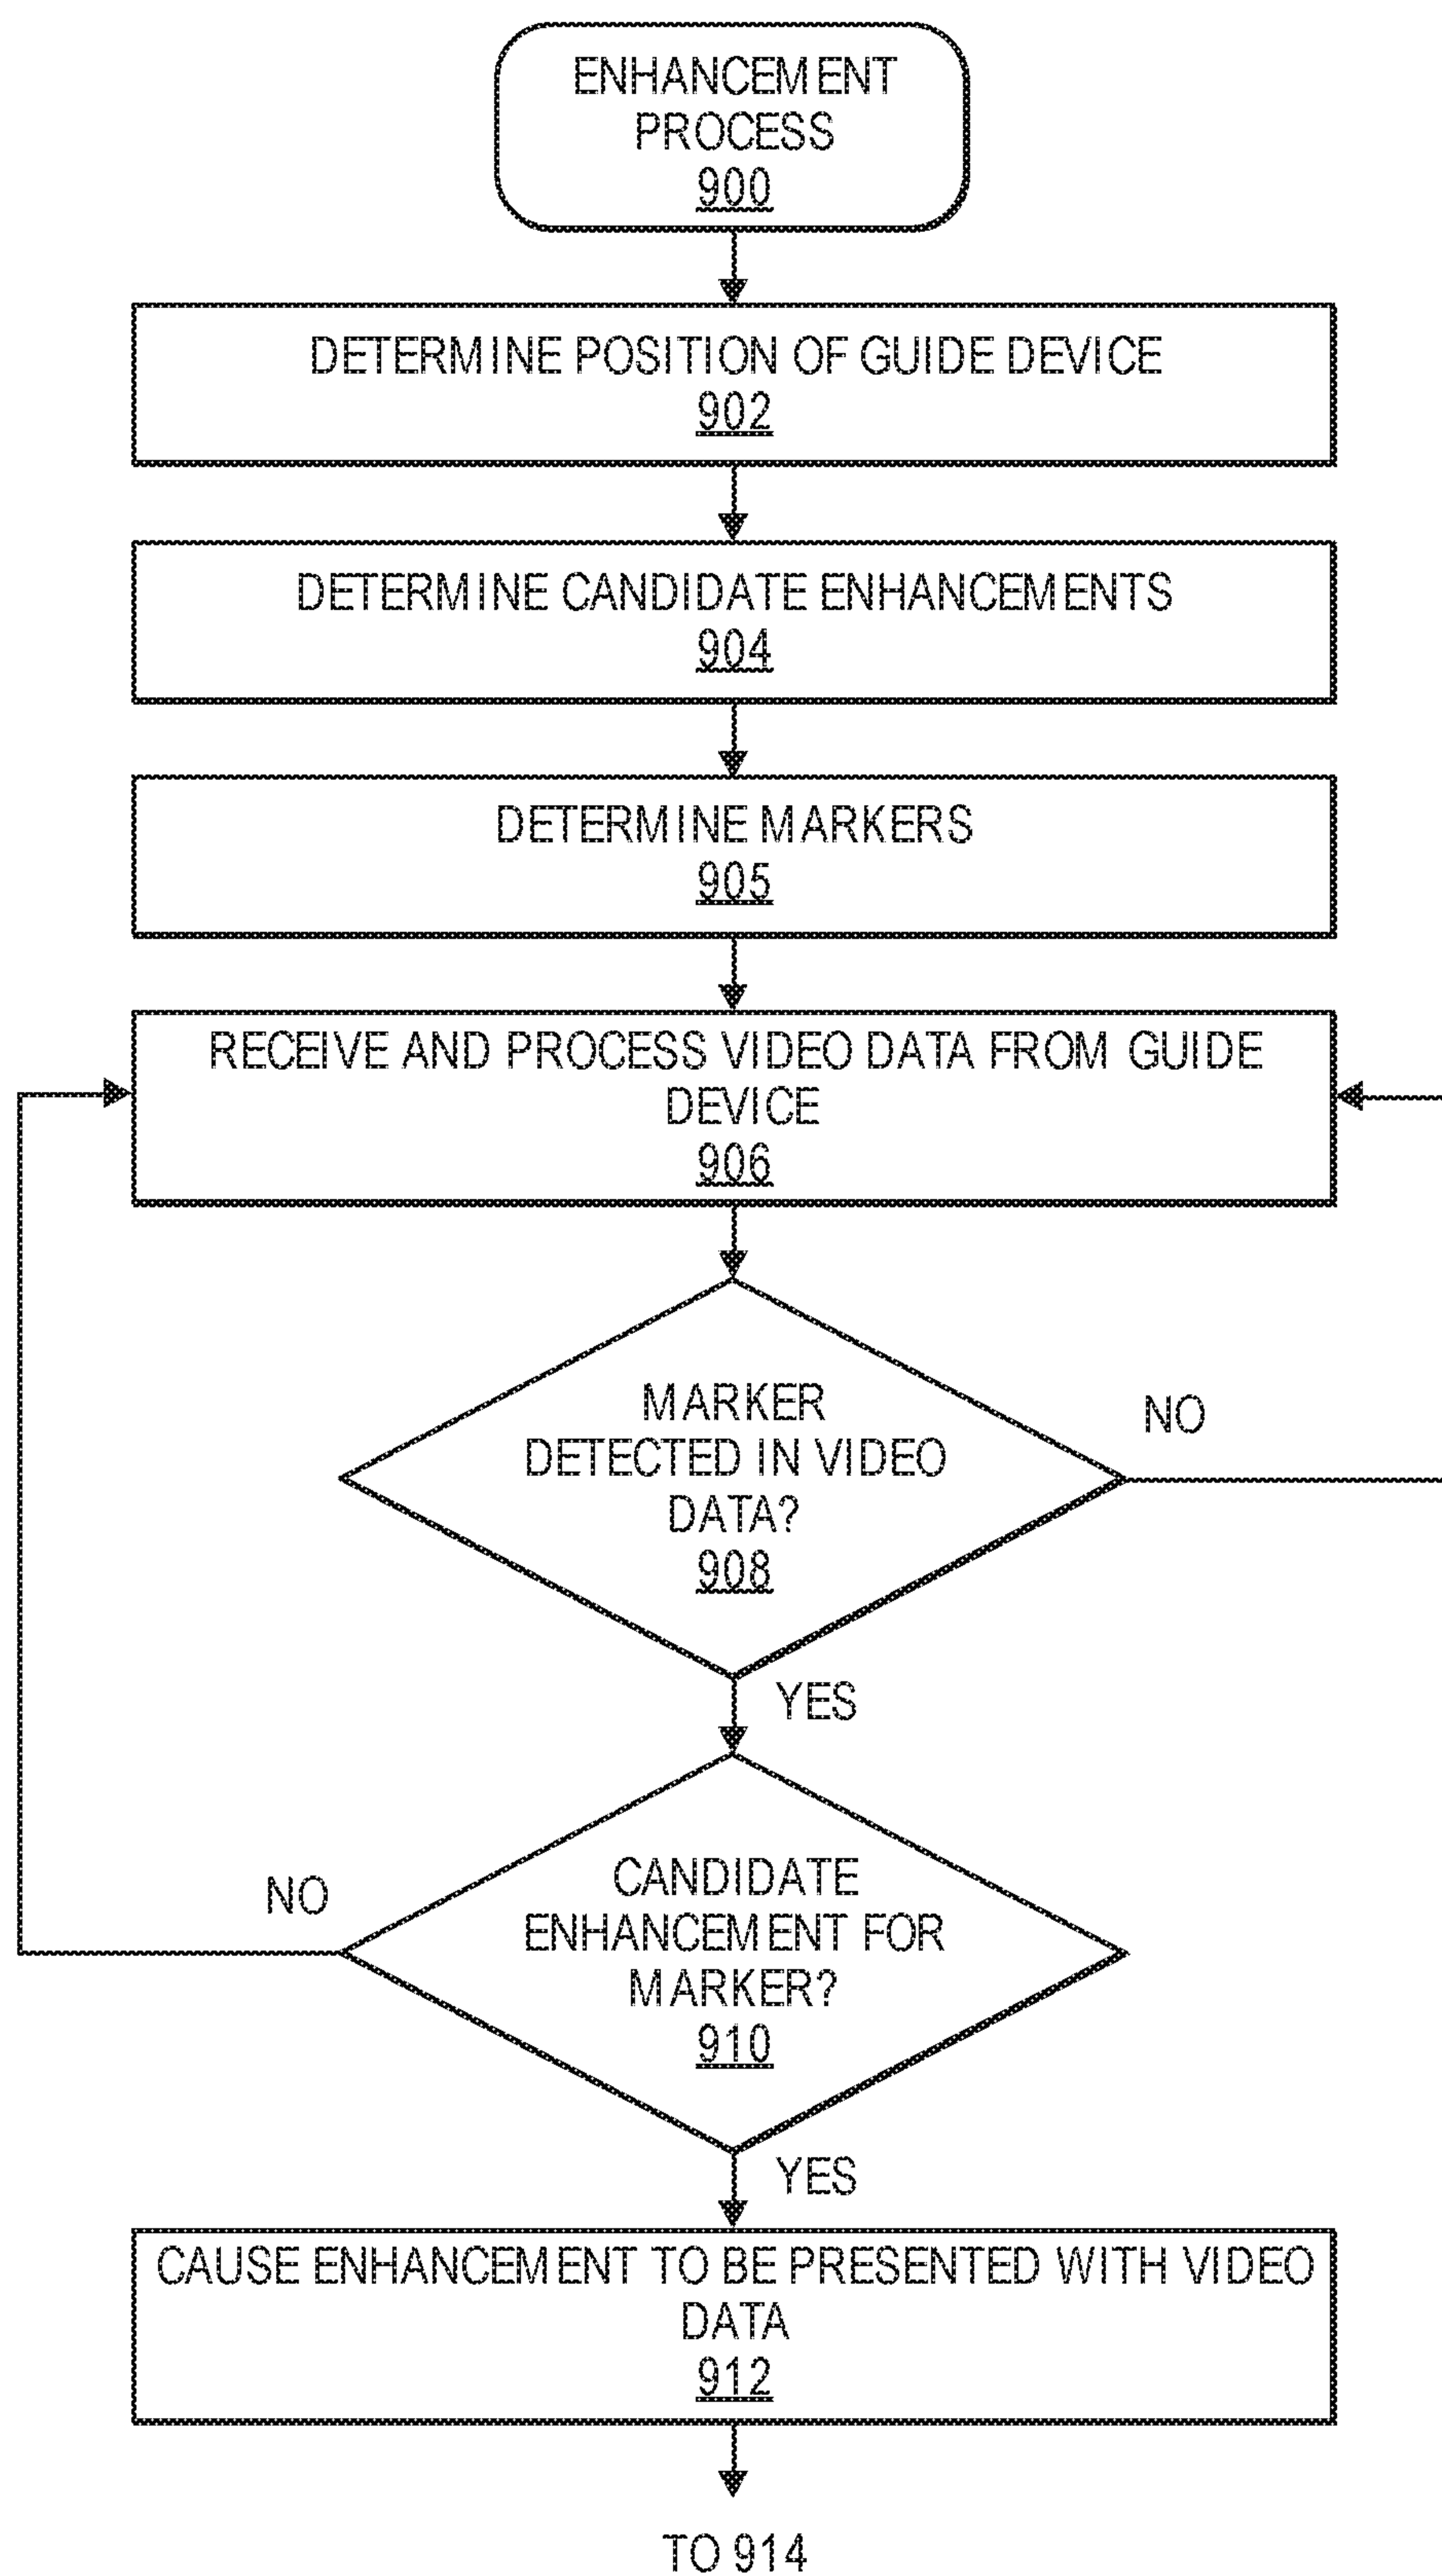 ENHANCEMENT
PROCESS
900
DETERMINE POSITION OF GUIDE DEVICE
902
DETERMINE CANDIDATE ENHANCEMENTS
904
DETERMINE MARKERS
905
RECEIVE AND PROCESS VIDEO DATA FROM GUIDE
DEVICE
906
MARKER
DETECTED IN VIDEO
DATA?
908
NO
YES
CANDIDATE
ENHANCEMENT FOR
MARKER?
910
NO
YES
CAUSE ENHANCEMENT TO BE PRESENTED WITH VIDEO
DATA
912
TO 914